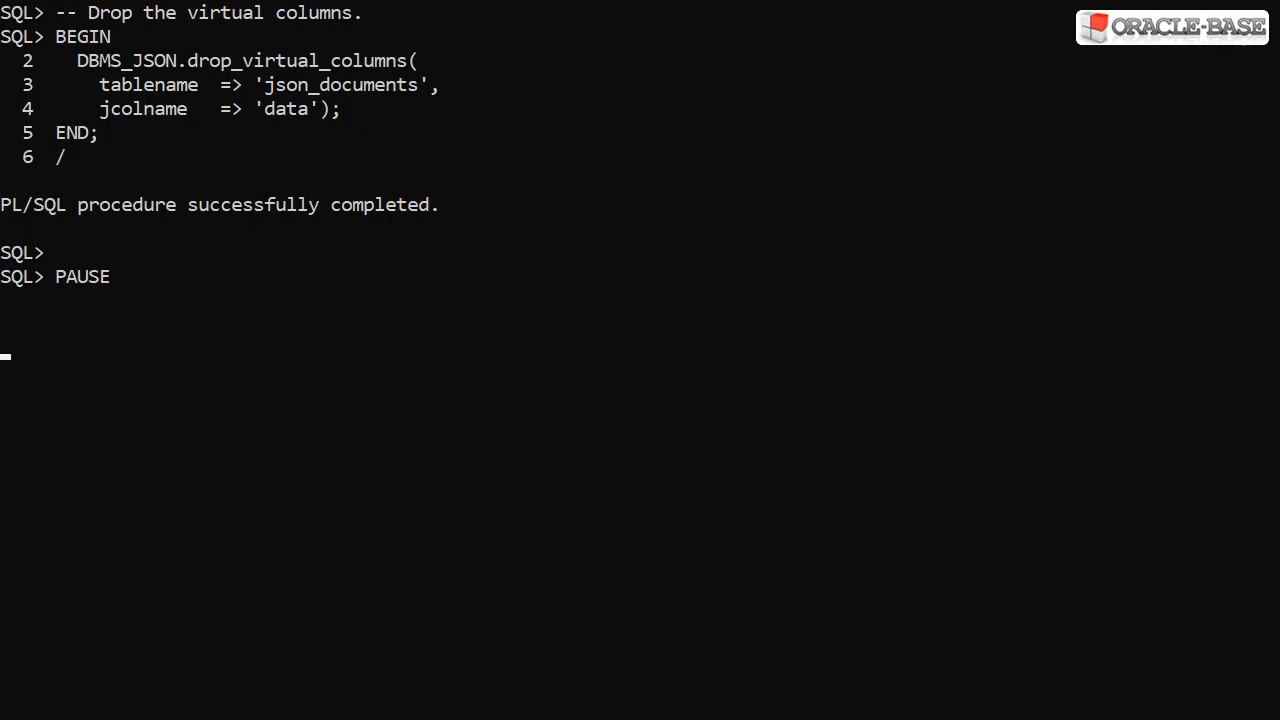 SQL> -- Drop the virtual columns.
SQL> BEGIN
  2    DBMS_JSON.drop_virtual_columns(
  3      tablename  => 'json_documents',
  4      jcolname   => 'data');
  5  END;
  6  /
PL/SQL procedure successfully completed.
SQL>
SQL> PAUSE
ORACLE-BASE